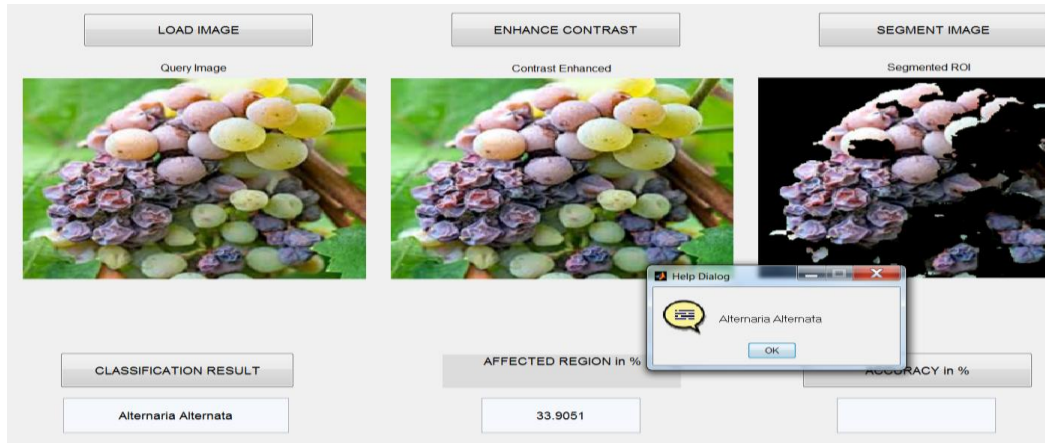 LOAD IMAGE
ENHANCE CONTRAST
SEGMENT IMAGE
Query Image
Contrast Enhanced
Segmented ROI
Help Dialog
Alternaria Alternata
OK
CLASSIFICATION RESULT
AFFECTED REGION in %
ACCURACY in %
Alternaria Alternata
33.9051